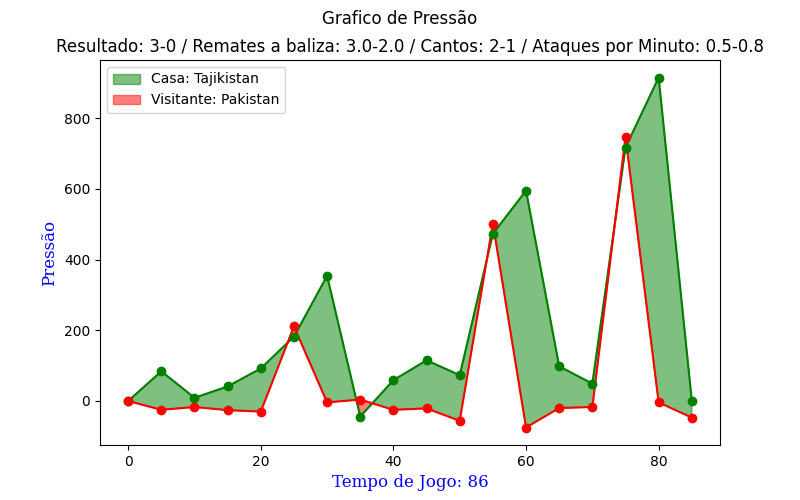 Grafico de Pressão
Resultado: 3-0 / Remates a baliza: 3.0-2.0 / Cantos: 2-1 / Ataques por Minuto: 0.5-0.8
Casa: Tajikistan
Visitante: Pakistan
800
600
400
200
0
Pressão
0 20 40 60 80
Tempo de Jogo: 86